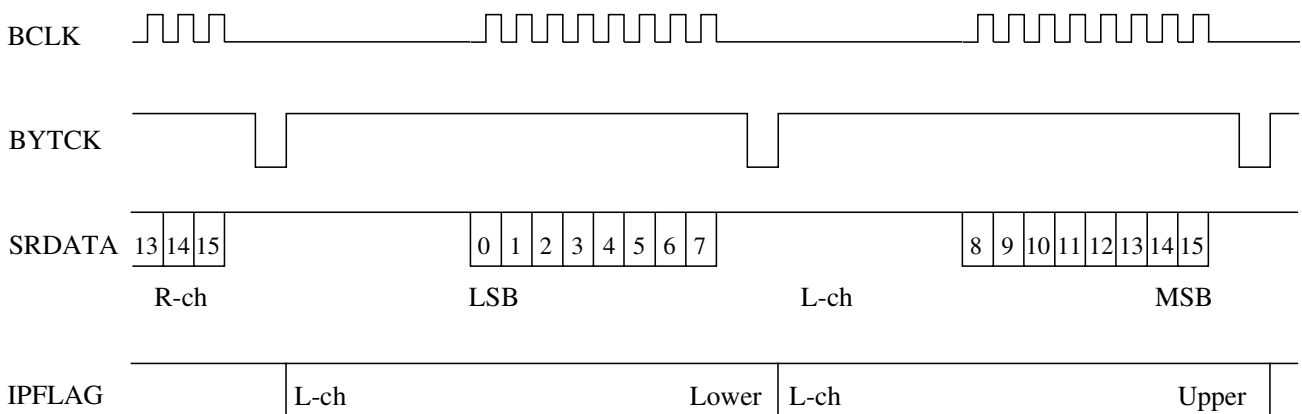 BCLK
BYTCK
SRDATA 13 14 15 0 1 2 3 4 5 6 7 8 9 10 11 12 13 14 15
R-ch LSB L-ch MSB
IPFLAG L-ch Lower L-ch Upper